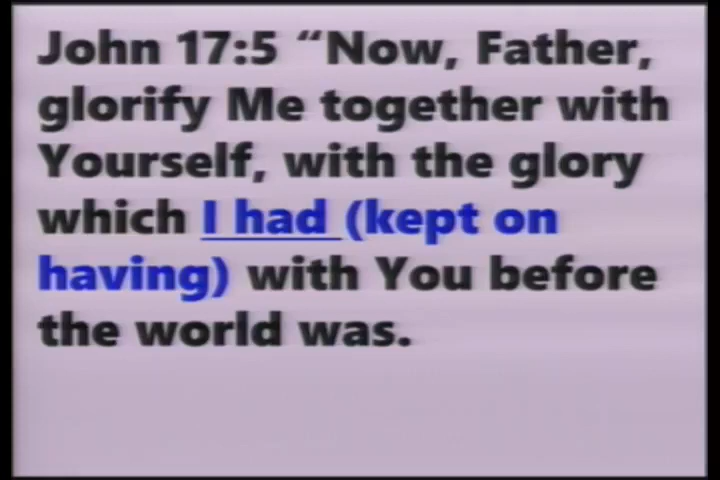 John 17:5 “Now, Father,
glorify Me together with
Yourself, with the glory
which I had (kept on
having) with You before
the world was.